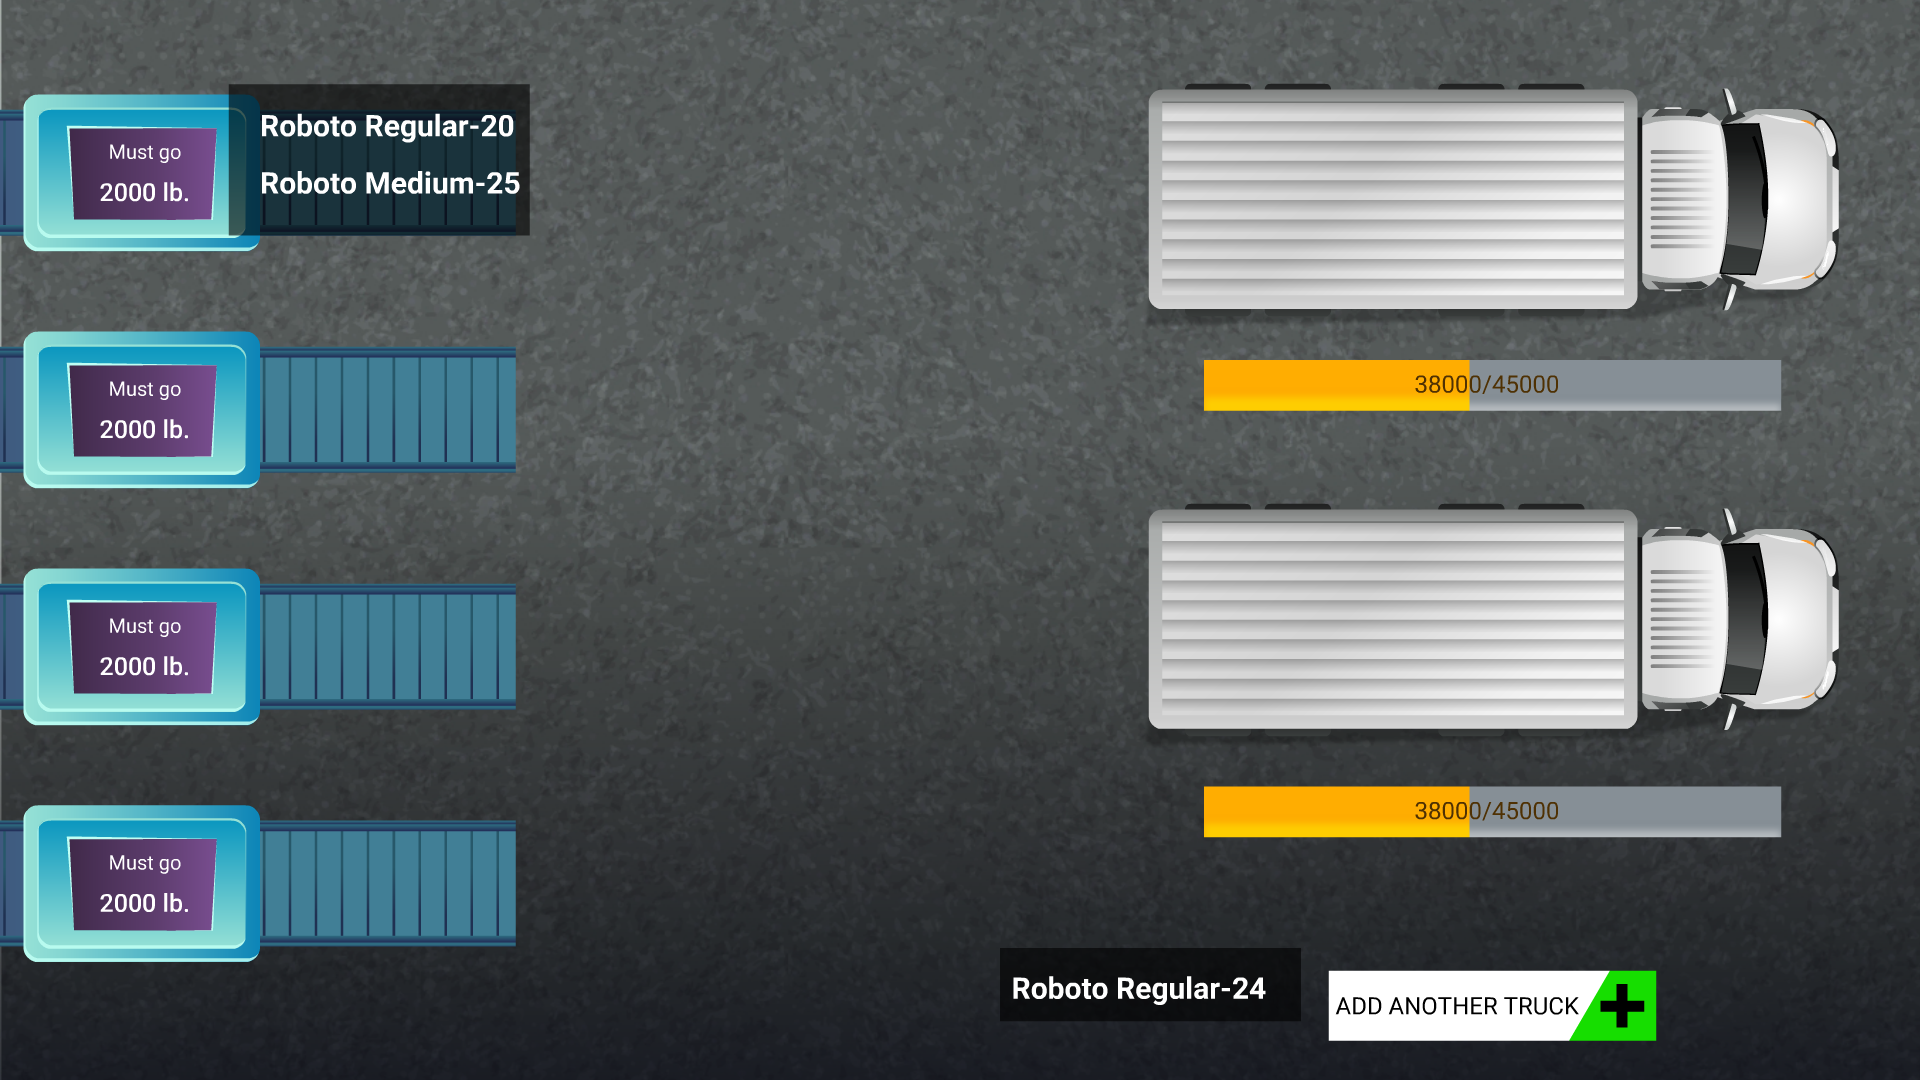 Must go
2000 lb.
Roboto Regular-20
Roboto Medium-25
Must go
2000 lb.
38000/45000
Must go
2000 lb.
38000/45000
Must go
2000 lb.
Roboto Regular-24
ADD ANOTHER TRUCK